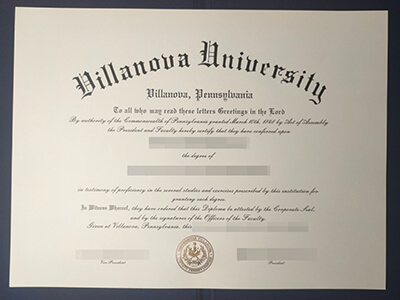 Villanova University
Villanova, Pennsylvania
To all who may read these letters Greetings in the Lord
By authority of the Commonwealth of Pennsylvania granted March 10th, 1848 by Act of Assembly
the President and Faculty hereby certify that they have conferred upon
the degree of
in testimony of proficiency in the several studies and exercises prescribed by this institution for
granting such degree.
In Witness Whereof, they have ordered that this Diploma be attested by the Corporate Seal,
and by the signatures of the Officers of the Faculty.
Given at Villanova, Pennsylvania, this
Vice President
President